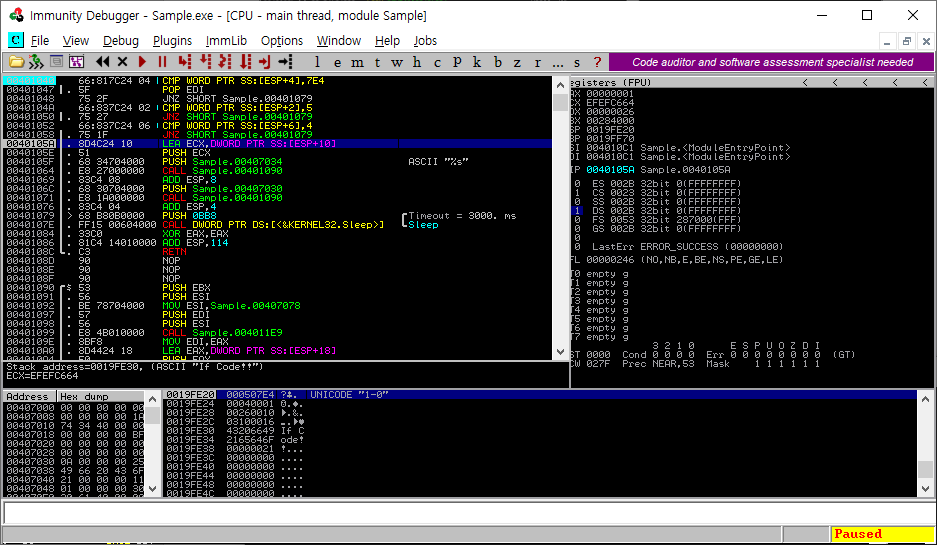 Immunity Debugger - Sample.exe - [CPU - main thread, module Sample]
C File View Debug Plugins ImmLib Options Window Help Jobs
l e m t w h c p k b z r ... s ? Code auditor and software assessment specialist needed
66:817C24 04 CMP WORD PTR SS:[ESP+4],7E4
00401047 . 5F POP EDI
00401048 . 75 2F JNZ SHORT Sample.00401079
0040104A . 66:837C24 02 CMP WORD PTR SS:[ESP+2],5
00401050 . 75 27 JNZ SHORT Sample.00401079
00401052 . 66:837C24 06 CMP WORD PTR SS:[ESP+6],4
00401058 . 75 1F JNZ SHORT Sample.00401079
0040105A . 8D4C24 10 LEA ECX,DWORD PTR SS:[ESP+10]
0040105E . 51 PUSH ECX
0040105F . 68 34704000 PUSH Sample.00407034 ASCII "%s"
00401064 . E8 27000000 CALL Sample.00401090
00401069 . 83C4 08 ADD ESP,8
0040106C . 68 30704000 PUSH Sample.00407030
00401071 . E8 1A000000 CALL Sample.00401090
00401076 . 83C4 04 ADD ESP,4
00401079 > 68 B80B0000 PUSH 0BB8 Timeout = 3000. ms
0040107E . FF15 00604000 CALL DWORD PTR DS:[<&KERNEL32.Sleep>] Sleep
00401084 . 33C0 XOR EAX,EAX
00401086 . 81C4 14010000 ADD ESP,114
0040108C . C3 RETN
0040108D 90 NOP
0040108E 90 NOP
0040108F 90 NOP
00401090 $ 53 PUSH EBX
00401091 . 56 PUSH ESI
00401092 . BE 78704000 MOV ESI,Sample.00407078
00401097 . 57 PUSH EDI
00401098 . 56 PUSH ESI
00401099 . E8 4B010000 CALL Sample.004011E9
0040109E . 8BF8 MOV EDI,EAX
004010A0 . 8D4424 18 LEA EAX,DWORD PTR SS:[ESP+18]
Stack address=0019FE30, (ASCII "If Code!!")
ECX=EFEFC664
egisters (FPU) < < < < <
AX 00000001
CX EFEFC664
DX 00000026
BX 00284000
SP 0019FE20
BP 0019FF70
SI 004010C1 Sample.<ModuleEntryPoint>
DI 004010C1 Sample.<ModuleEntryPoint>
IP 0040105A Sample.0040105A
0 ES 002B 32bit 0(FFFFFFFF)
1 CS 0023 32bit 0(FFFFFFFF)
0 SS 002B 32bit 0(FFFFFFFF)
1 DS 002B 32bit 0(FFFFFFFF)
0 FS 0053 32bit 287000(FFF)
0 GS 002B 32bit 0(FFFFFFFF)
0
0 LastErr ERROR_SUCCESS (00000000)
FL 00000246 (NO,NB,E,BE,NS,PE,GE,LE)
T0 empty g
T1 empty g
T2 empty g
T3 empty g
T4 empty g
T5 empty g
T6 empty g
T7 empty g
3 2 1 0 E S P U O Z D I
ST 0000 Cond 0 0 0 0 Err 0 0 0 0 0 0 0 0 (GT)
CW 027F Prec NEAR,53 Mask 1 1 1 1 1 1
Address Hex dump
00407000 00 00 00 00
00407008 00 00 00 1A
00407010 74 34 40 00
00407018 00 00 00 BF
00407020 00 00 00 00
00407028 00 00 00 00
00407030 0A 00 00 25
00407038 49 66 20 43 6F
00407040 21 00 00 00 11
00407048 01 00 00 00 30
0019FE20 000507E4 UNICODE "1-0"
0019FE24 00040001
0019FE28 00260010
0019FE2C 03100016
0019FE30 43206649 If C
0019FE34 2165646F ode!
0019FE38 00000021 !...
0019FE3C 00000000 ....
0019FE40 00000000 ....
0019FE44 00000000 ....
0019FE48 00000000 ....
0019FE4C 00000000 ....
Paused